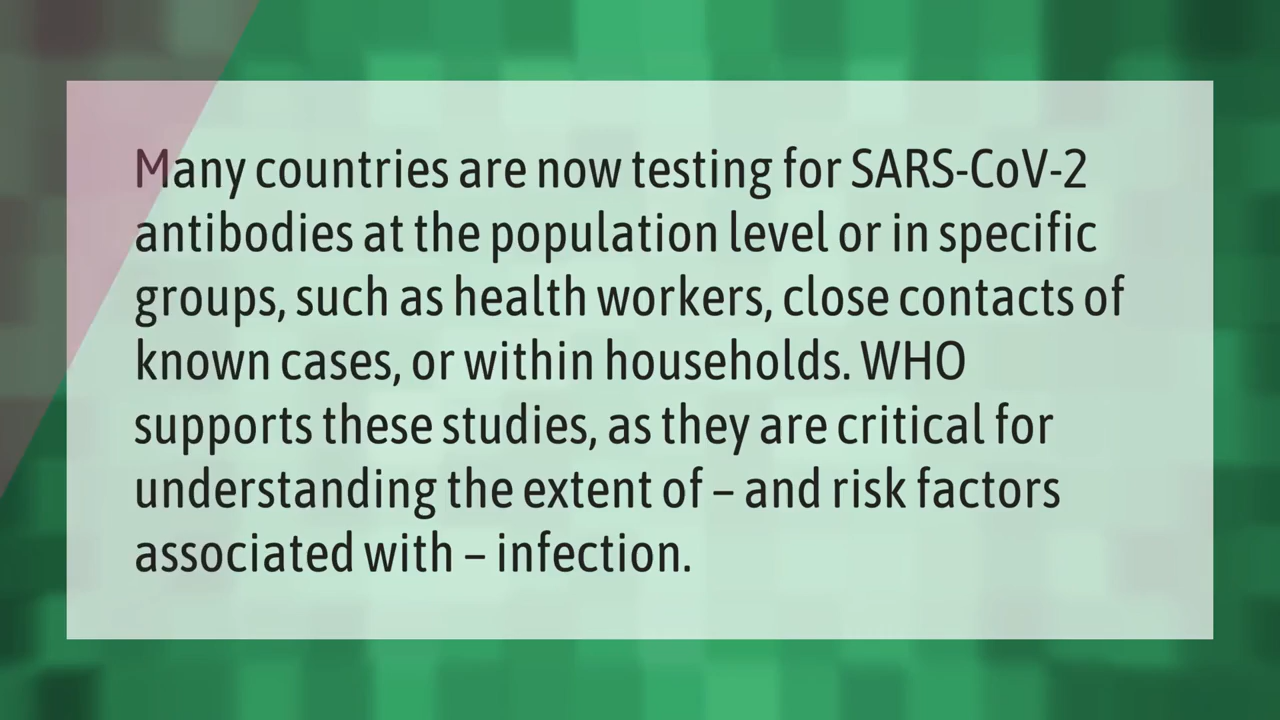 Many countries are now testing for SARS-CoV-2
antibodies at the population level or in specific
groups, such as health workers, close contacts of
known cases, or within households. WHO
supports these studies, as they are critical for
understanding the extent of – and risk factors
associated with – infection.